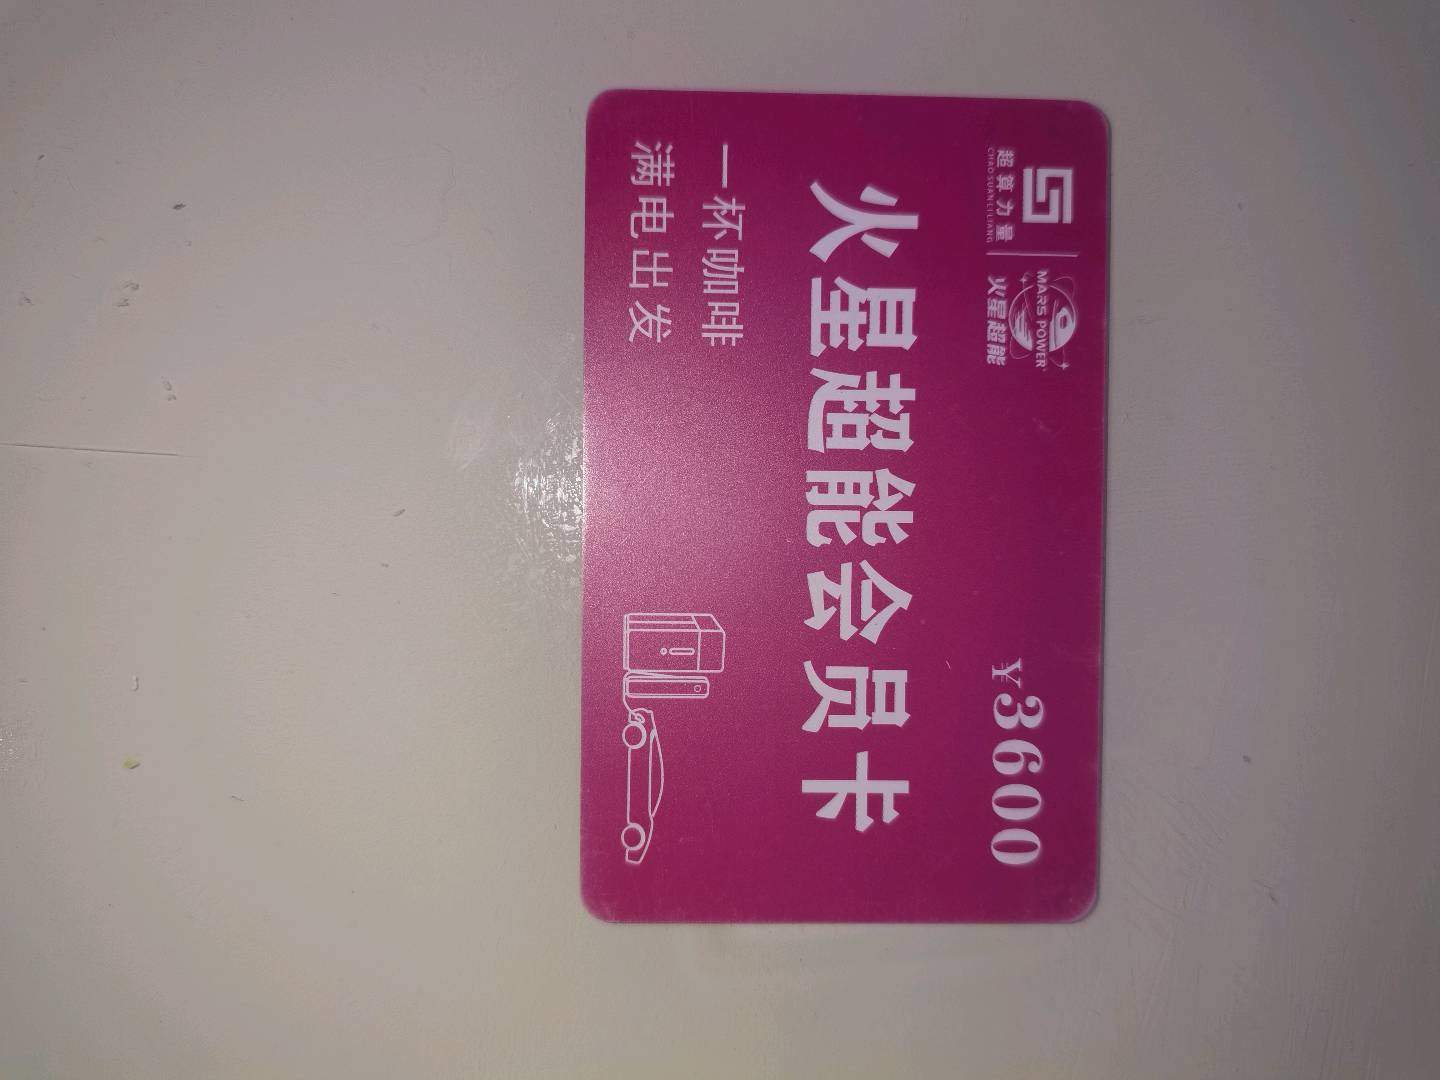 超算力量
CHAO SUAN LI LIANG
MARS POWER
火星超能
¥3600
火星超能会员卡
一杯咖啡
满电出发